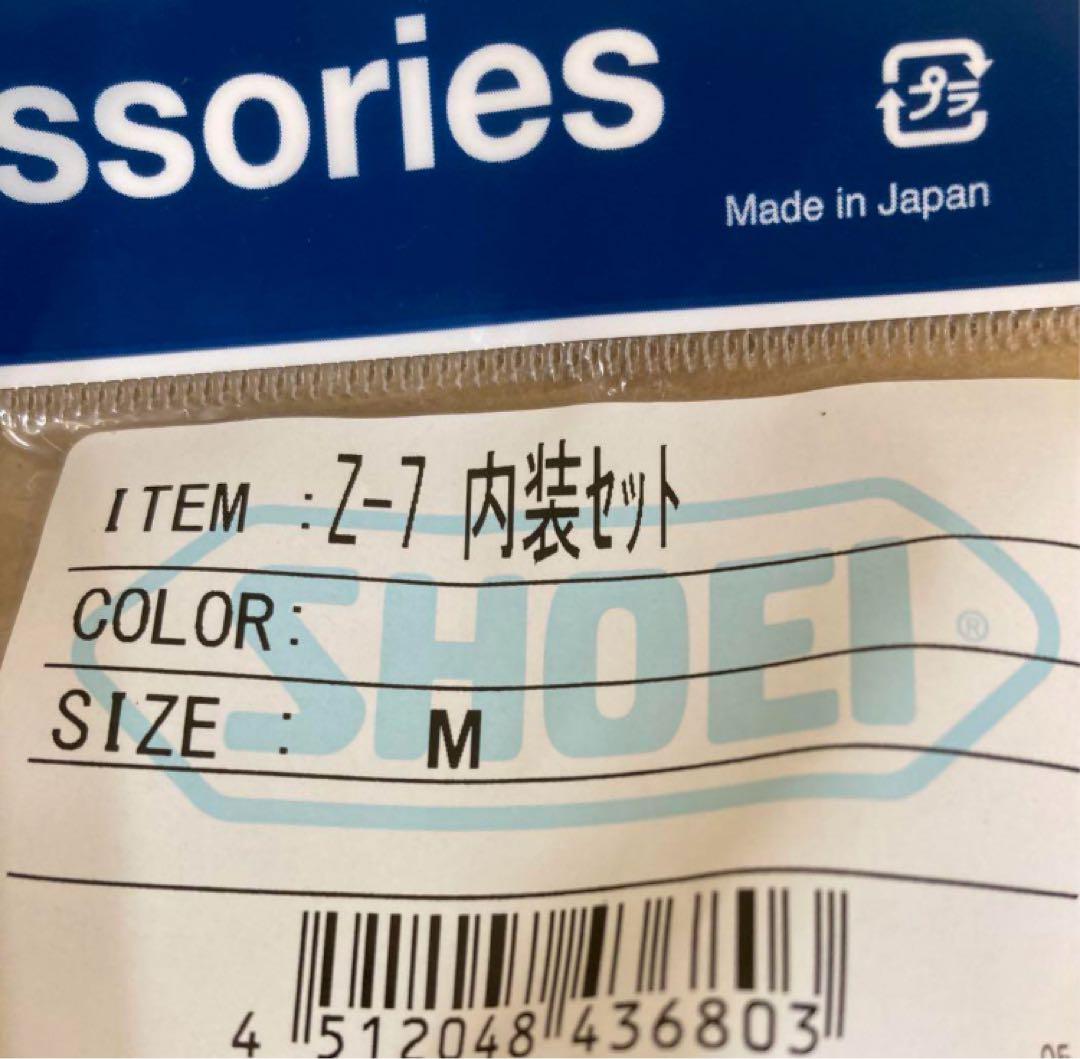 ssories
プラ
Made in Japan
ITEM :Z-7 内装ｾｯﾄ
COLOR:
SHOEI®
SIZE : M
4 512048 436803